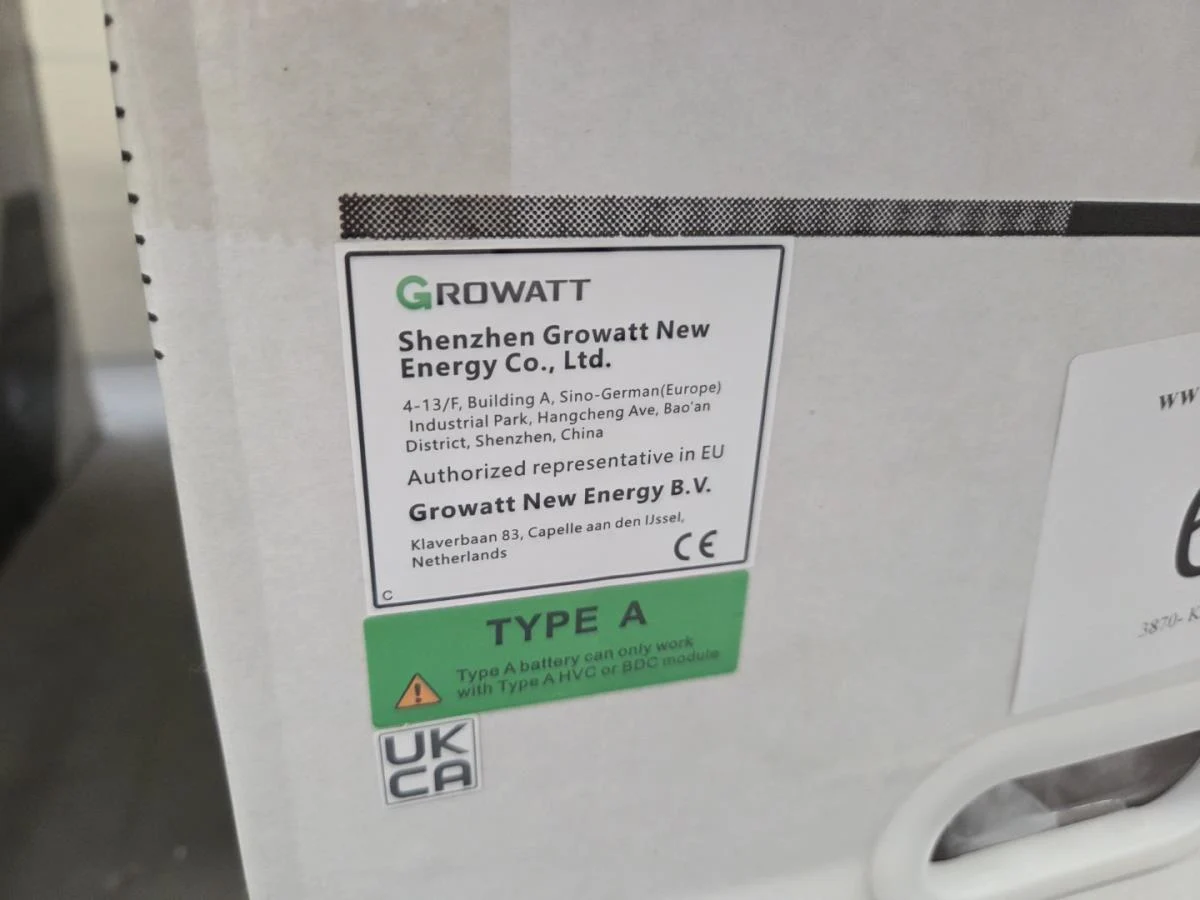 GROWATT
Shenzhen Growatt New
Energy Co., Ltd.
4-13/F, Building A, Sino-German(Europe)
Industrial Park, Hangcheng Ave, Bao'an
District, Shenzhen, China
Authorized representative in EU
Growatt New Energy B.V.
Klaverbaan 83, Capelle aan den IJssel,
Netherlands
CE
C
TYPE A
Type A battery can only work
with Type A HVC or BDC module
UK
CA
3870- K